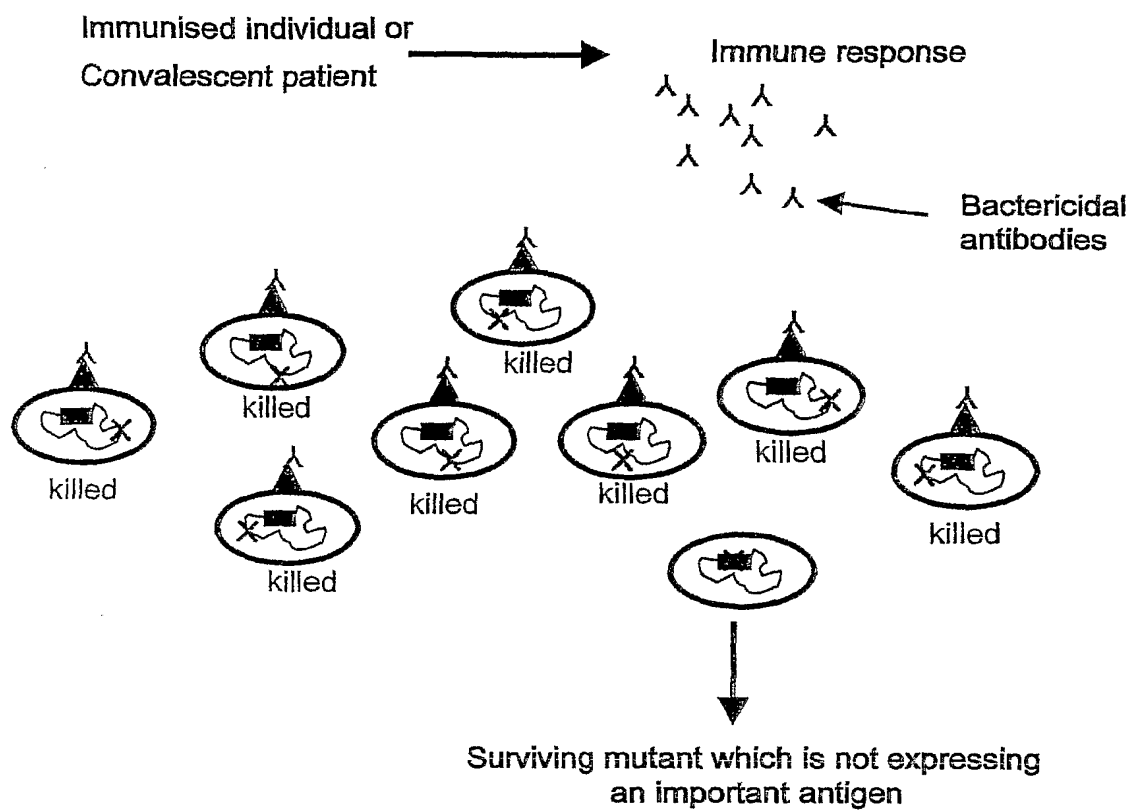 Immunised individual or
Convalescent patient
Immune response
Bactericidal
antibodies
killed
killed
killed
killed
killed
killed
killed
killed
Surviving mutant which is not expressing
an important antigen